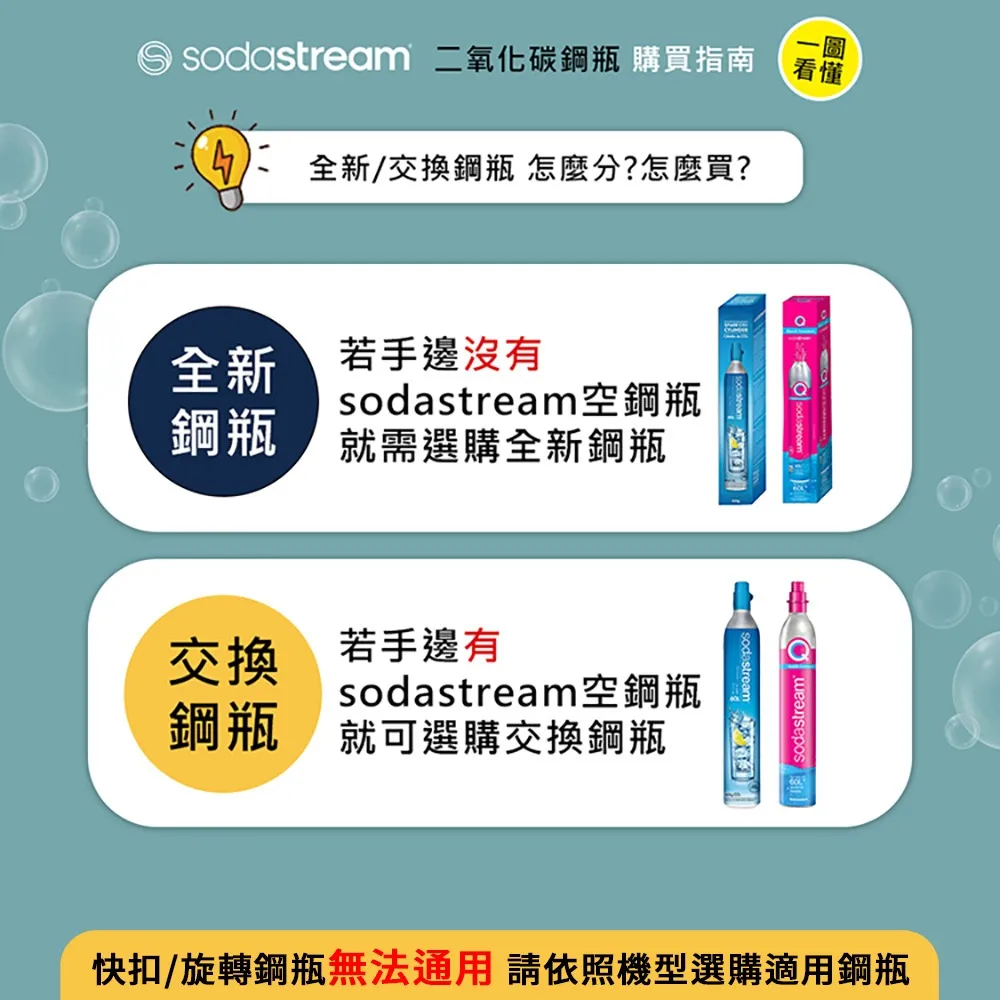 sodastream 二氧化碳鋼瓶 購買指南
一圖
看懂
全新/交換鋼瓶 怎麼分?怎麼買?
全新
鋼瓶
若手邊沒有
sodastream空鋼瓶
就需選購全新鋼瓶
CYLINDER
sodastream
Q
sodastream
60L
交換
鋼瓶
若手邊有
sodastream空鋼瓶
就可選購交換鋼瓶
sodastream
Q
sodastream
60L
快扣/旋轉鋼瓶無法通用 請依照機型選購適用鋼瓶